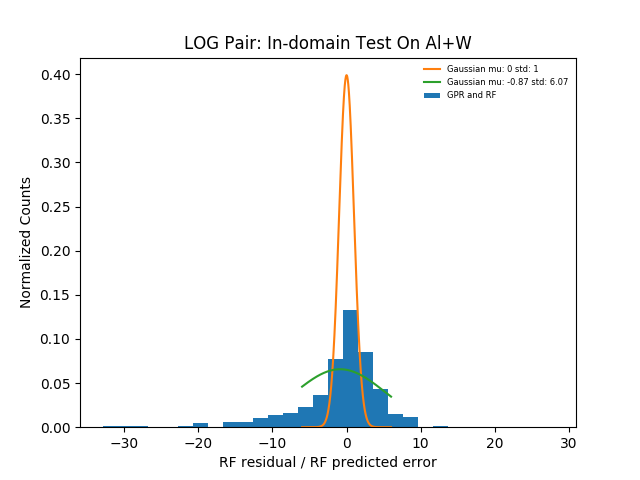 LOG Pair: In-domain Test On Al+W
Gaussian mu: 0 std: 1
Gaussian mu: -0.87 std: 6.07
GPR and RF
Normalized Counts
0.40
0.35
0.30
0.25
0.20
0.15
0.10
0.05
0.00
−30 −20 −10 0 10 20 30
RF residual / RF predicted error